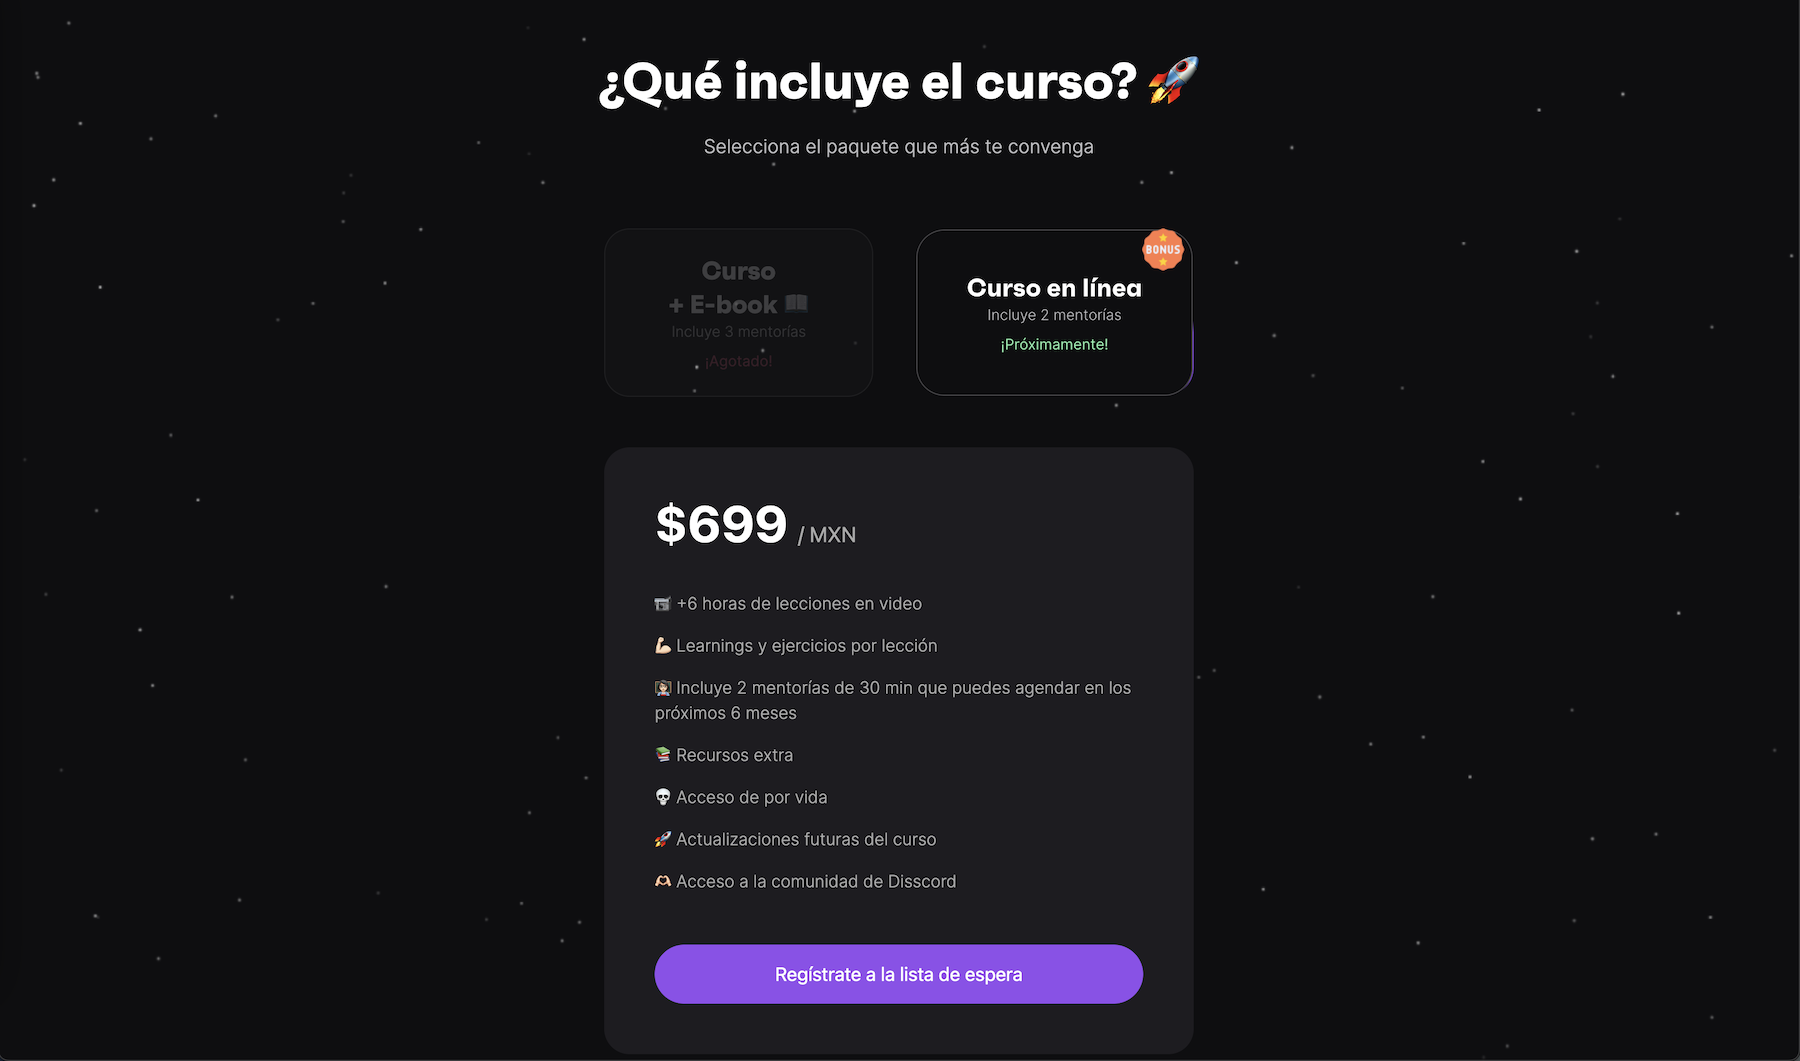 ¿Qué incluye el curso? 🚀
Selecciona el paquete que más te convenga
Curso
+ E-book 📖
Incluye 3 mentorías
¡Agotado!
BONUS
Curso en línea
Incluye 2 mentorías
¡Próximamente!
$699 / MXN
+6 horas de lecciones en video
💪🏻 Learnings y ejercicios por lección
👩🏻‍🏫 Incluye 2 mentorías de 30 min que puedes agendar en los
próximos 6 meses
📚 Recursos extra
💀 Acceso de por vida
🚀 Actualizaciones futuras del curso
🫶🏻 Acceso a la comunidad de Disscord
Regístrate a la lista de espera